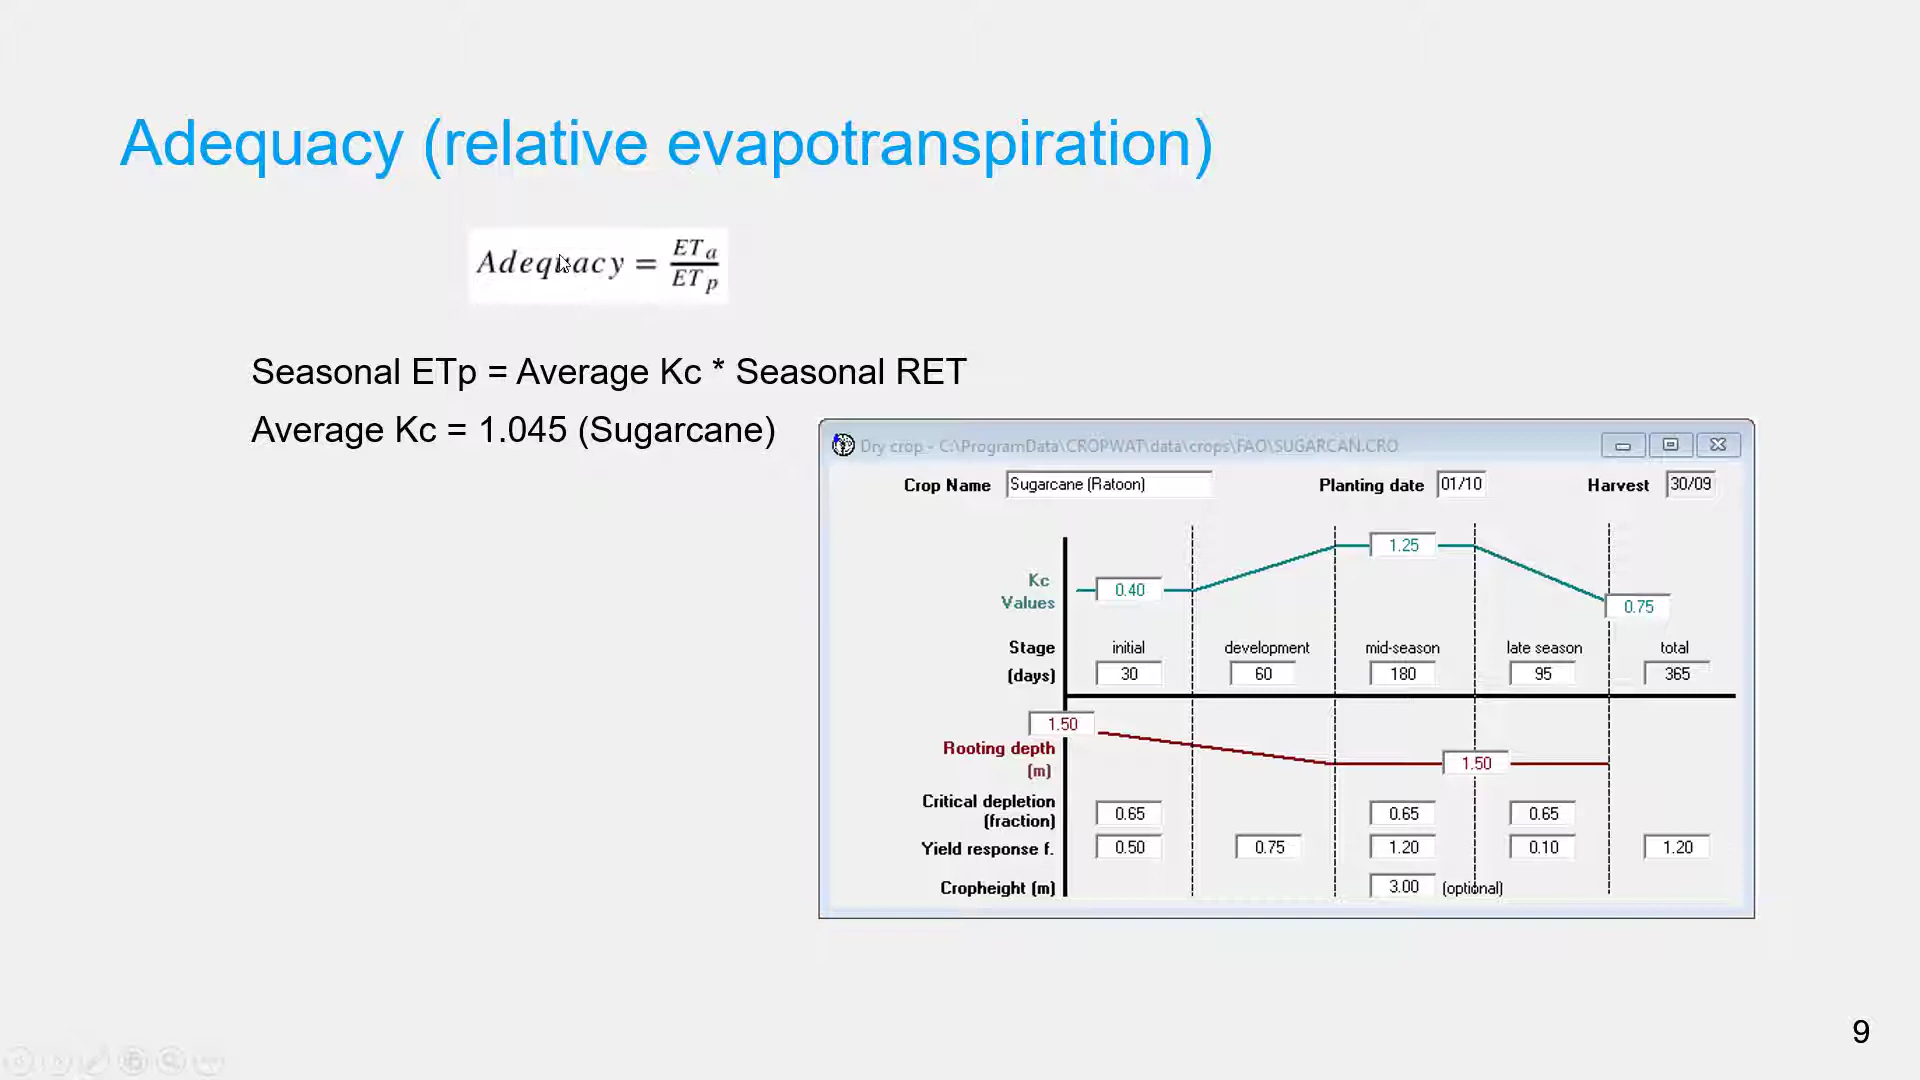 Adequacy (relative evapotranspiration)
Adequacy = ETa / ETp
Seasonal ETp = Average Kc * Seasonal RET
Average Kc = 1.045 (Sugarcane)
Dry crop - C:\ProgramData\CROPWAT\data\crops\FAO\SUGARCAN.CRO
Crop Name Sugarcane (Ratoon) Planting date 01/10 Harvest 30/09
Kc Values 0.40 1.25 0.75
Stage initial development mid-season late season total
(days) 30 60 180 95 365
1.50
Rooting depth (m) 1.50
Critical depletion (fraction) 0.65 0.65 0.65
Yield response f. 0.50 0.75 1.20 0.10 1.20
Cropheight (m) 3.00 (optional)
9